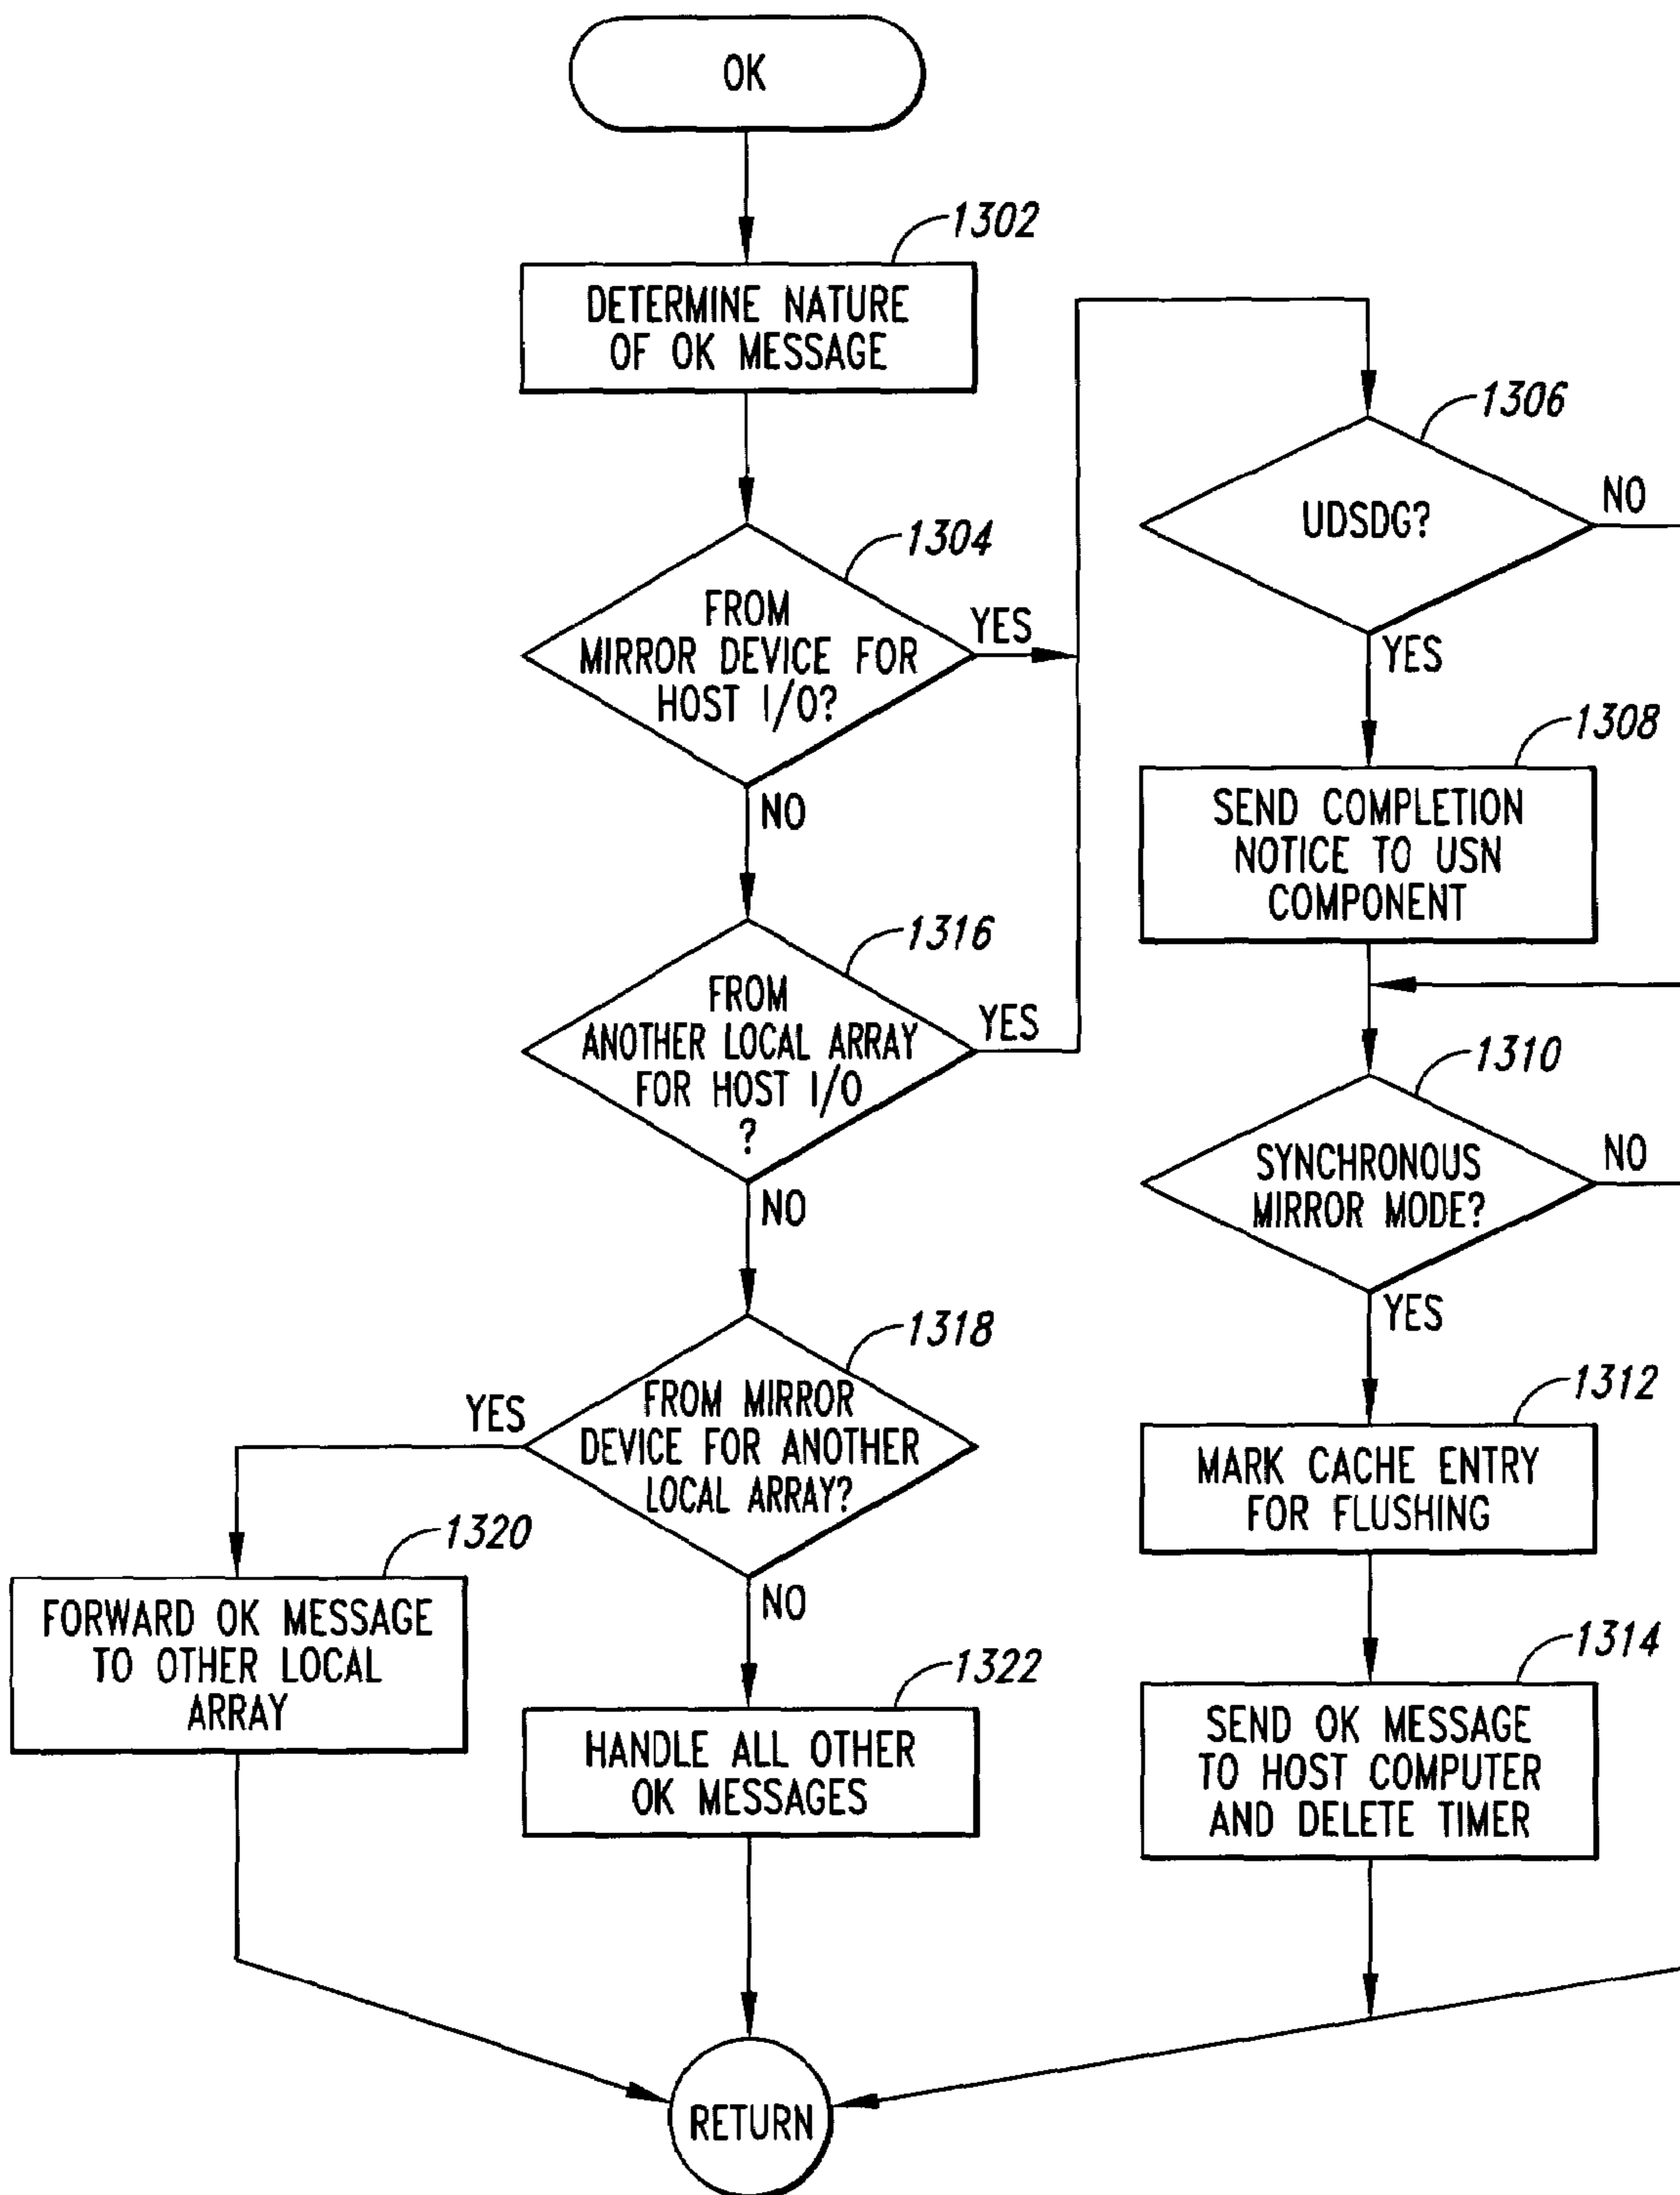 OK
1302
DETERMINE NATURE
OF OK MESSAGE
1304
FROM
MIRROR DEVICE FOR
HOST I/O?
YES
NO
1316
FROM
ANOTHER LOCAL ARRAY
FOR HOST I/O
?
YES
NO
1318
FROM MIRROR
DEVICE FOR ANOTHER
LOCAL ARRAY?
YES
NO
1320
FORWARD OK MESSAGE
TO OTHER LOCAL
ARRAY
1322
HANDLE ALL OTHER
OK MESSAGES
1306
UDSDG?
NO
YES
1308
SEND COMPLETION
NOTICE TO USN
COMPONENT
1310
SYNCHRONOUS
MIRROR MODE?
NO
YES
1312
MARK CACHE ENTRY
FOR FLUSHING
1314
SEND OK MESSAGE
TO HOST COMPUTER
AND DELETE TIMER
RETURN